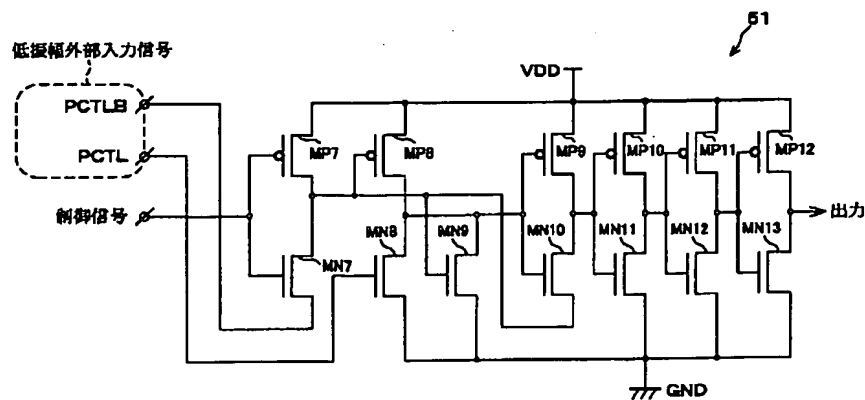 51
低振幅外部入力信号
VDD
PCTLB
PCTL
MP7
MP8
MP9
MP10
MP11
MP12
制御信号
出力
MN7
MN8
MN9
MN10
MN11
MN12
MN13
GND